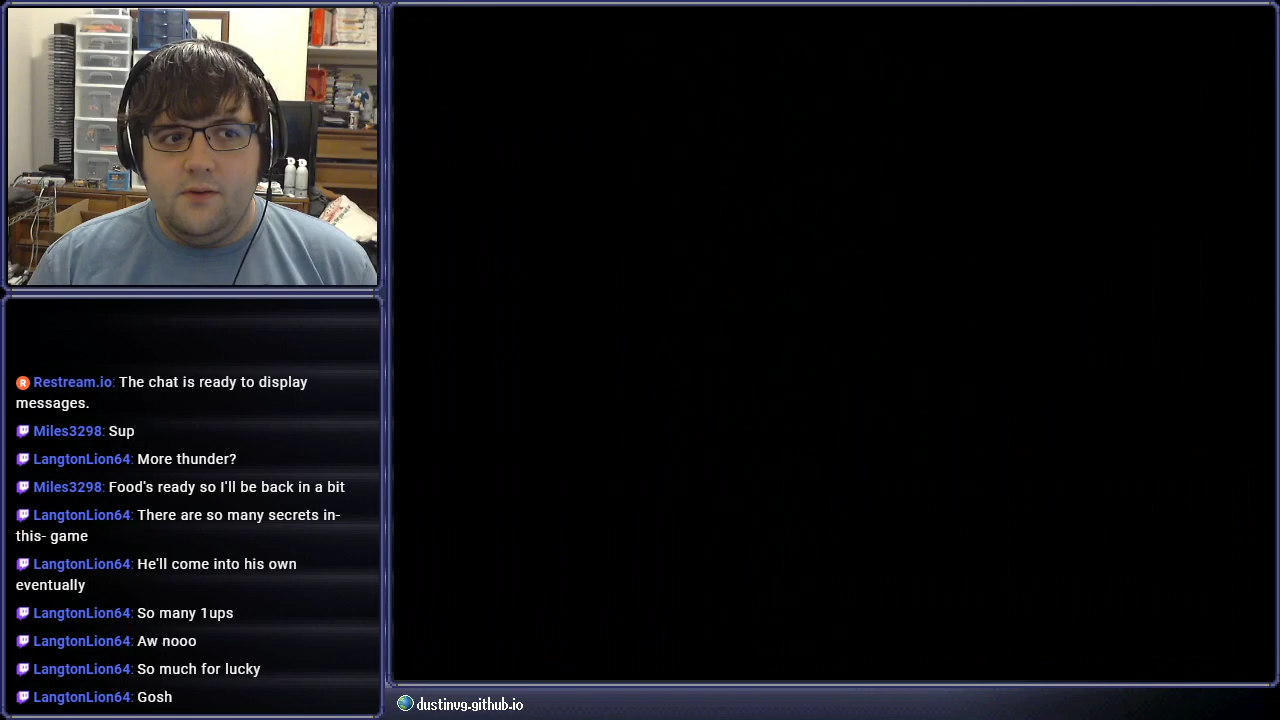 Restream.io: The chat is ready to display
messages.
Miles3298: Sup
LangtonLion64: More thunder?
Miles3298: Food's ready so I'll be back in a bit
LangtonLion64: There are so many secrets in-
this- game
LangtonLion64: He'll come into his own
eventually
LangtonLion64: So many 1ups
LangtonLion64: Aw nooo
LangtonLion64: So much for lucky
LangtonLion64: Gosh
dustinvg.github.io